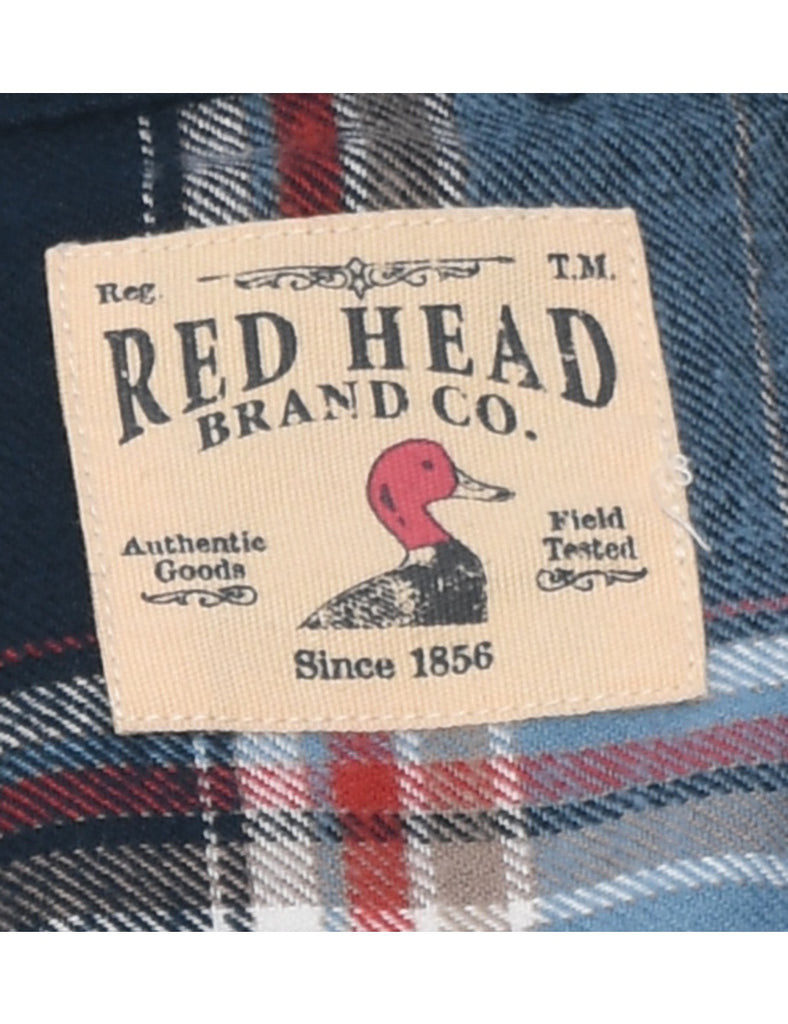 Reg. T.M.
RED HEAD
BRAND CO.
Authentic
Goods
Field
Tested
Since 1856